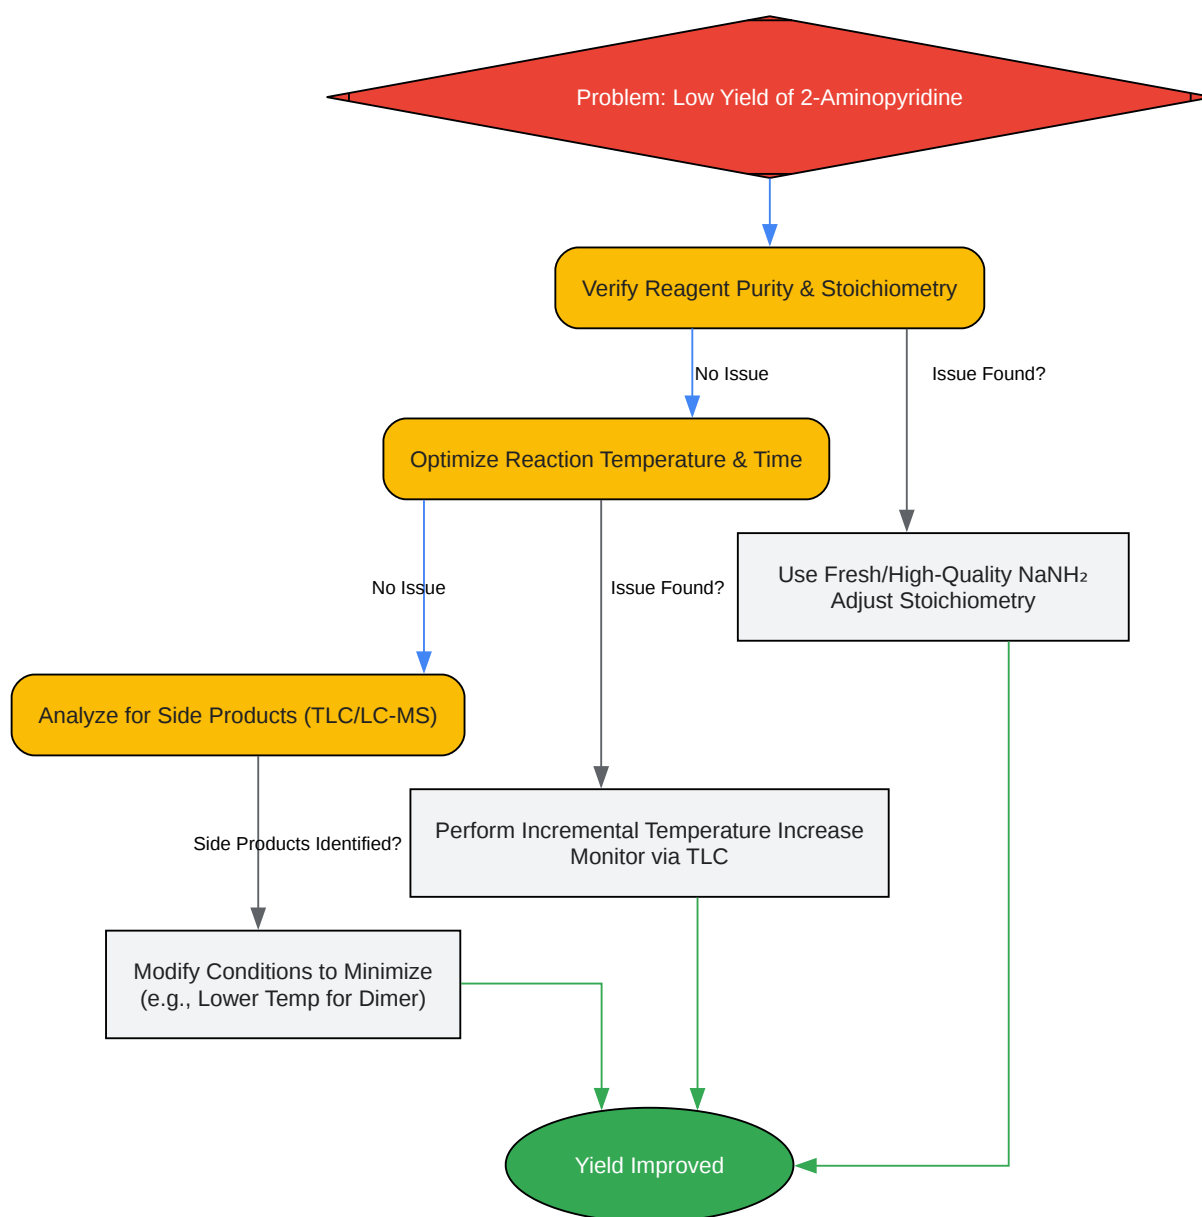 Problem: Low Yield of 2-Aminopyridine
Verify Reagent Purity & Stoichiometry
No Issue
Issue Found?
Optimize Reaction Temperature & Time
Use Fresh/High-Quality NaNH₂
Adjust Stoichiometry
No Issue
Issue Found?
Analyze for Side Products (TLC/LC-MS)
Perform Incremental Temperature Increase
Monitor via TLC
Side Products Identified?
Modify Conditions to Minimize
(e.g., Lower Temp for Dimer)
Yield Improved